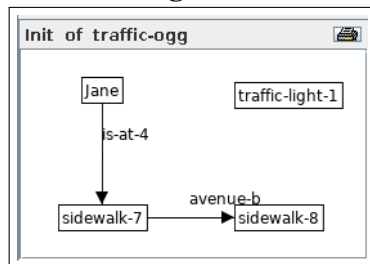 Init of traffic-ogg
Jane
traffic-light-1
is-at-4
avenue-b
sidewalk-7
sidewalk-8